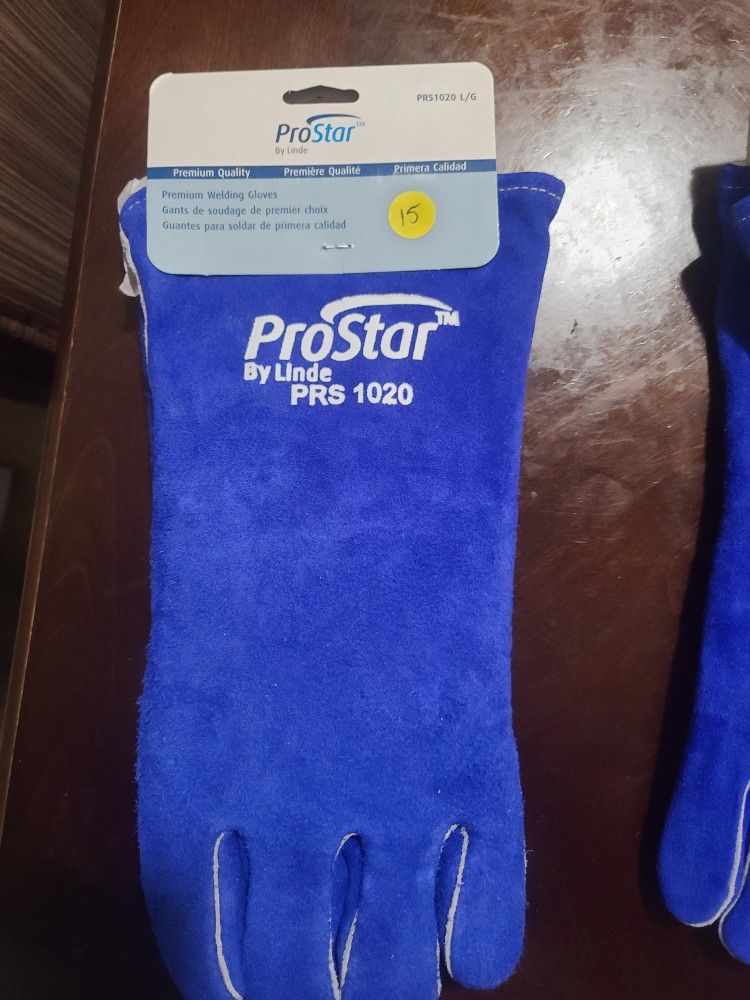 PRS1020 L/G
ProStar™
By Linde
Premium Quality Première Qualité Primera Calidad
Premium Welding Gloves
Gants de soudage de premier choix
Guantes para soldar de primera calidad
15
ProStar™
By Linde
PRS 1020